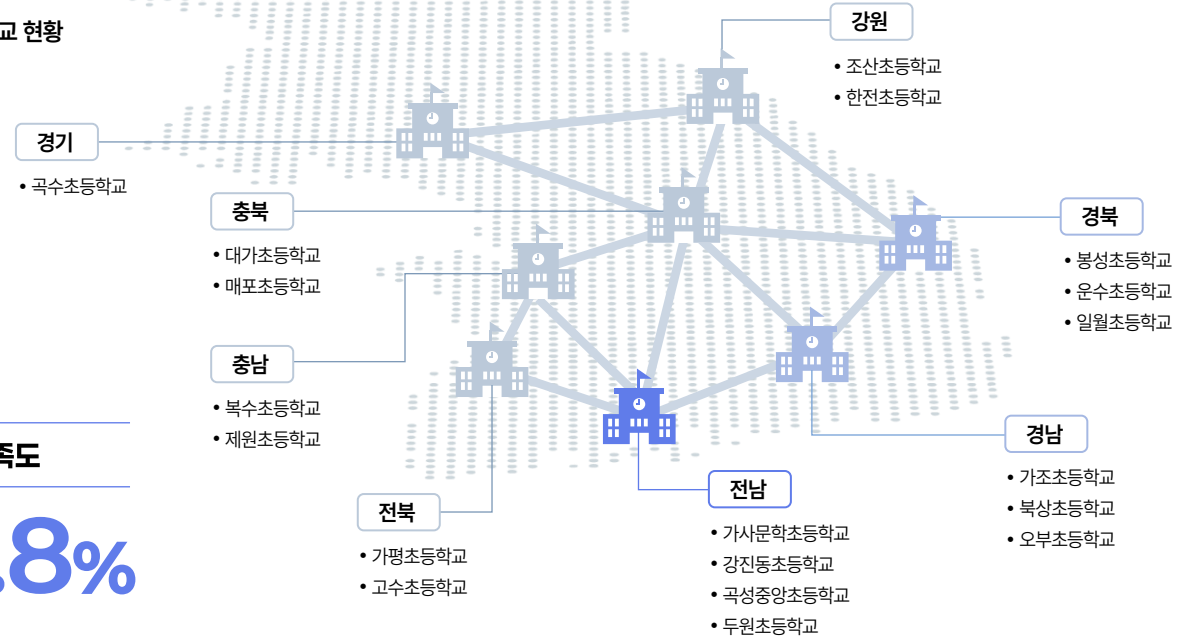 교 현황
강원
• 조산초등학교
• 한전초등학교
경기
• 곡수초등학교
충북
• 대가초등학교
• 매포초등학교
경북
• 봉성초등학교
• 운수초등학교
• 일월초등학교
충남
• 복수초등학교
• 제원초등학교
족도
.8%
경남
• 가조초등학교
• 북상초등학교
• 오부초등학교
전북
• 가평초등학교
• 고수초등학교
전남
• 가사문학초등학교
• 강진동초등학교
• 곡성중앙초등학교
• 두원초등학교